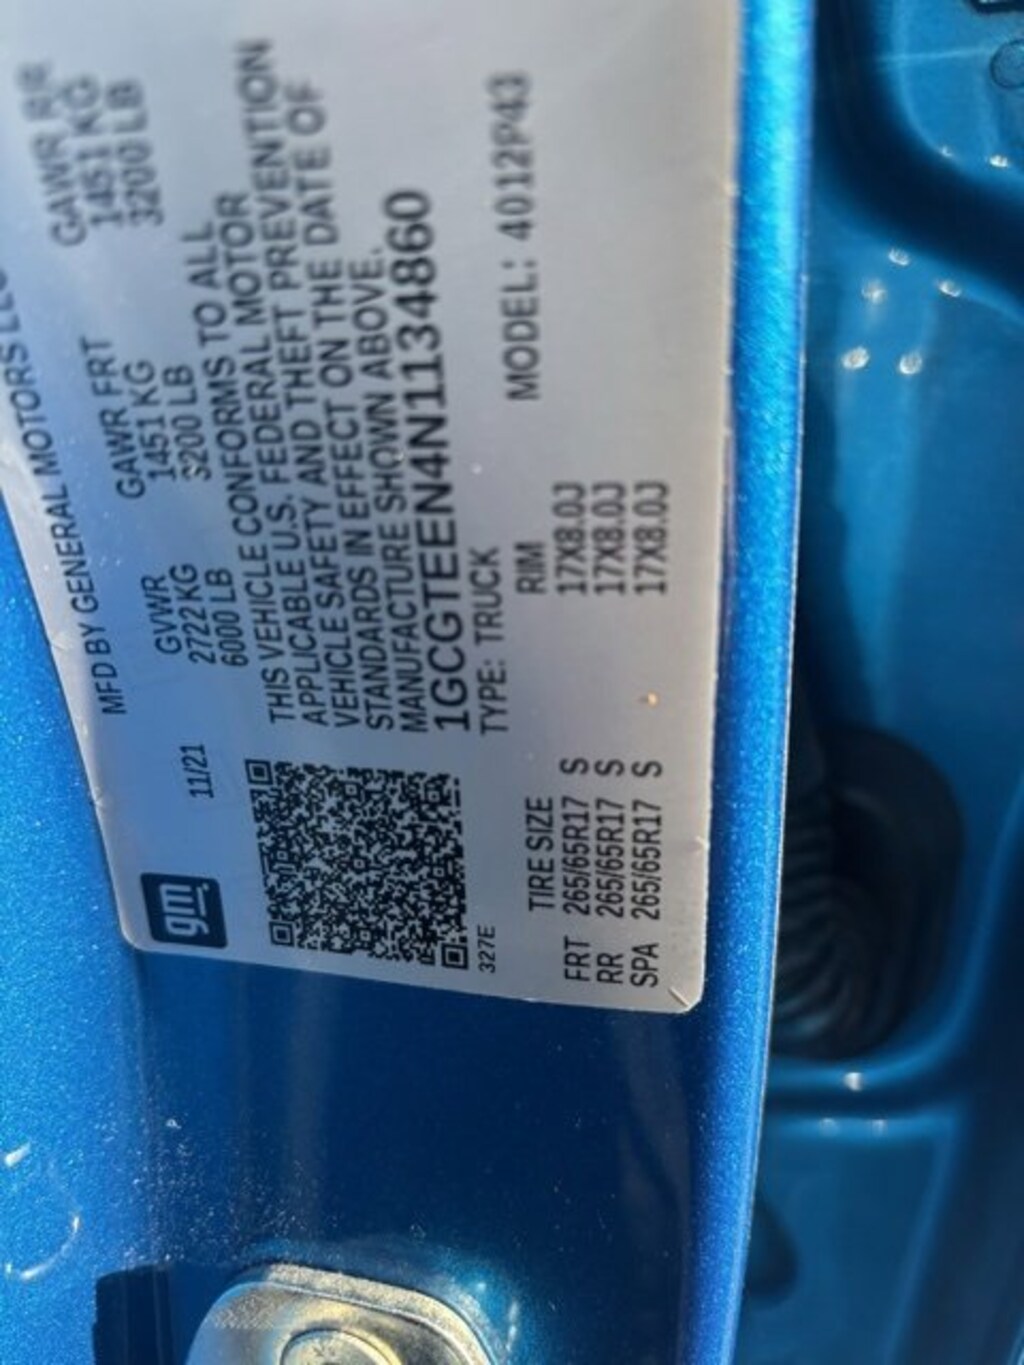 gm
11/21
MFD BY GENERAL MOTORS LLC
GVWR GAWR FRT GAWR RR
2722 KG 1451 KG 1451 KG
6000 LB 3200 LB 3200 LB
THIS VEHICLE CONFORMS TO ALL
APPLICABLE U.S. FEDERAL MOTOR
VEHICLE SAFETY AND THEFT PREVENTION
STANDARDS IN EFFECT ON THE DATE OF
MANUFACTURE SHOWN ABOVE.
1GCGTEEN4N1134860
TYPE: TRUCK MODEL: 4012P43
327E
TIRE SIZE RIM
FRT 265/65R17 S 17X8.0J
RR 265/65R17 S 17X8.0J
SPA 265/65R17 S 17X8.0J